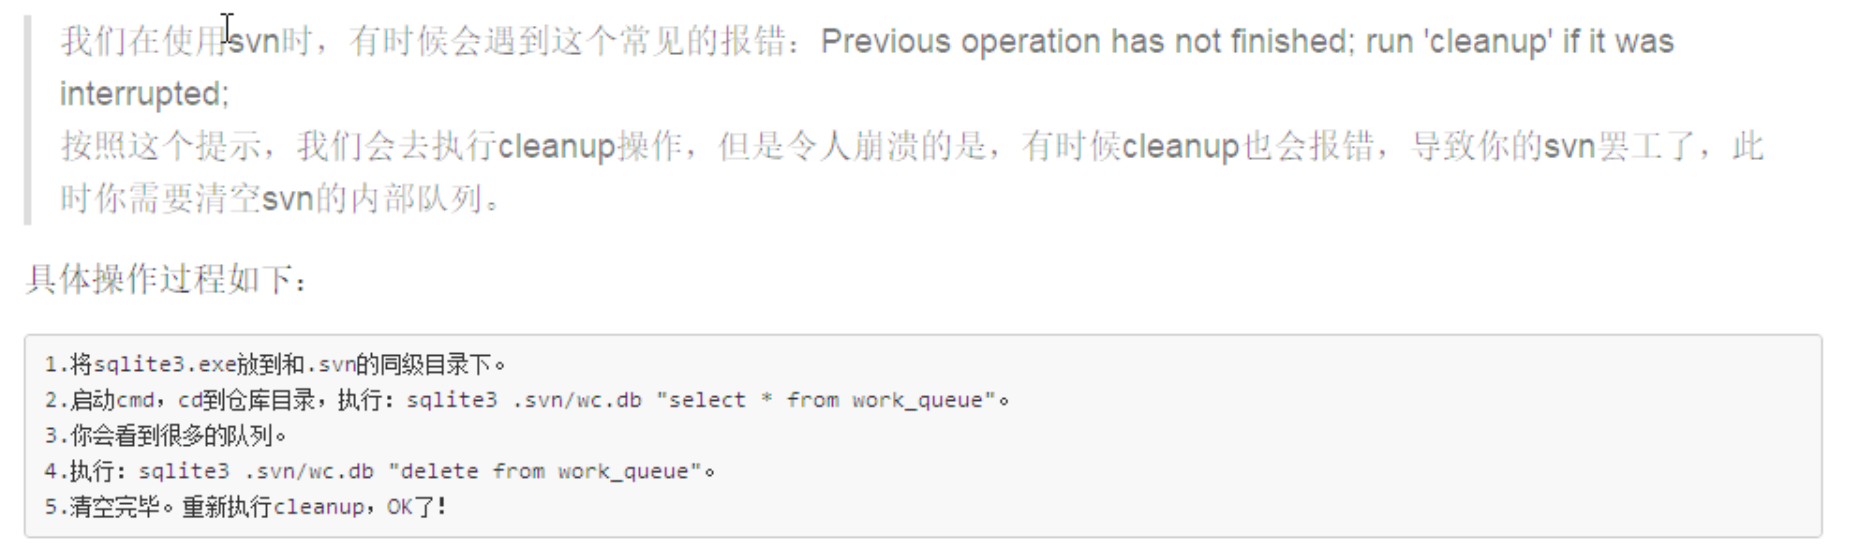 我们在使用svn时，有时候会遇到这个常见的报错：Previous operation has not finished; run 'cleanup' if it was
interrupted;
按照这个提示，我们会去执行cleanup操作，但是令人崩溃的是，有时候cleanup也会报错，导致你的svn罢工了，此
时你需要清空svn的内部队列。
具体操作过程如下：
1.将sqlite3.exe放到和.svn的同级目录下。
2.启动cmd，cd到仓库目录，执行：sqlite3 .svn/wc.db "select * from work_queue"。
3.你会看到很多的队列。
4.执行：sqlite3 .svn/wc.db "delete from work_queue"。
5.清空完毕。重新执行cleanup，OK了!